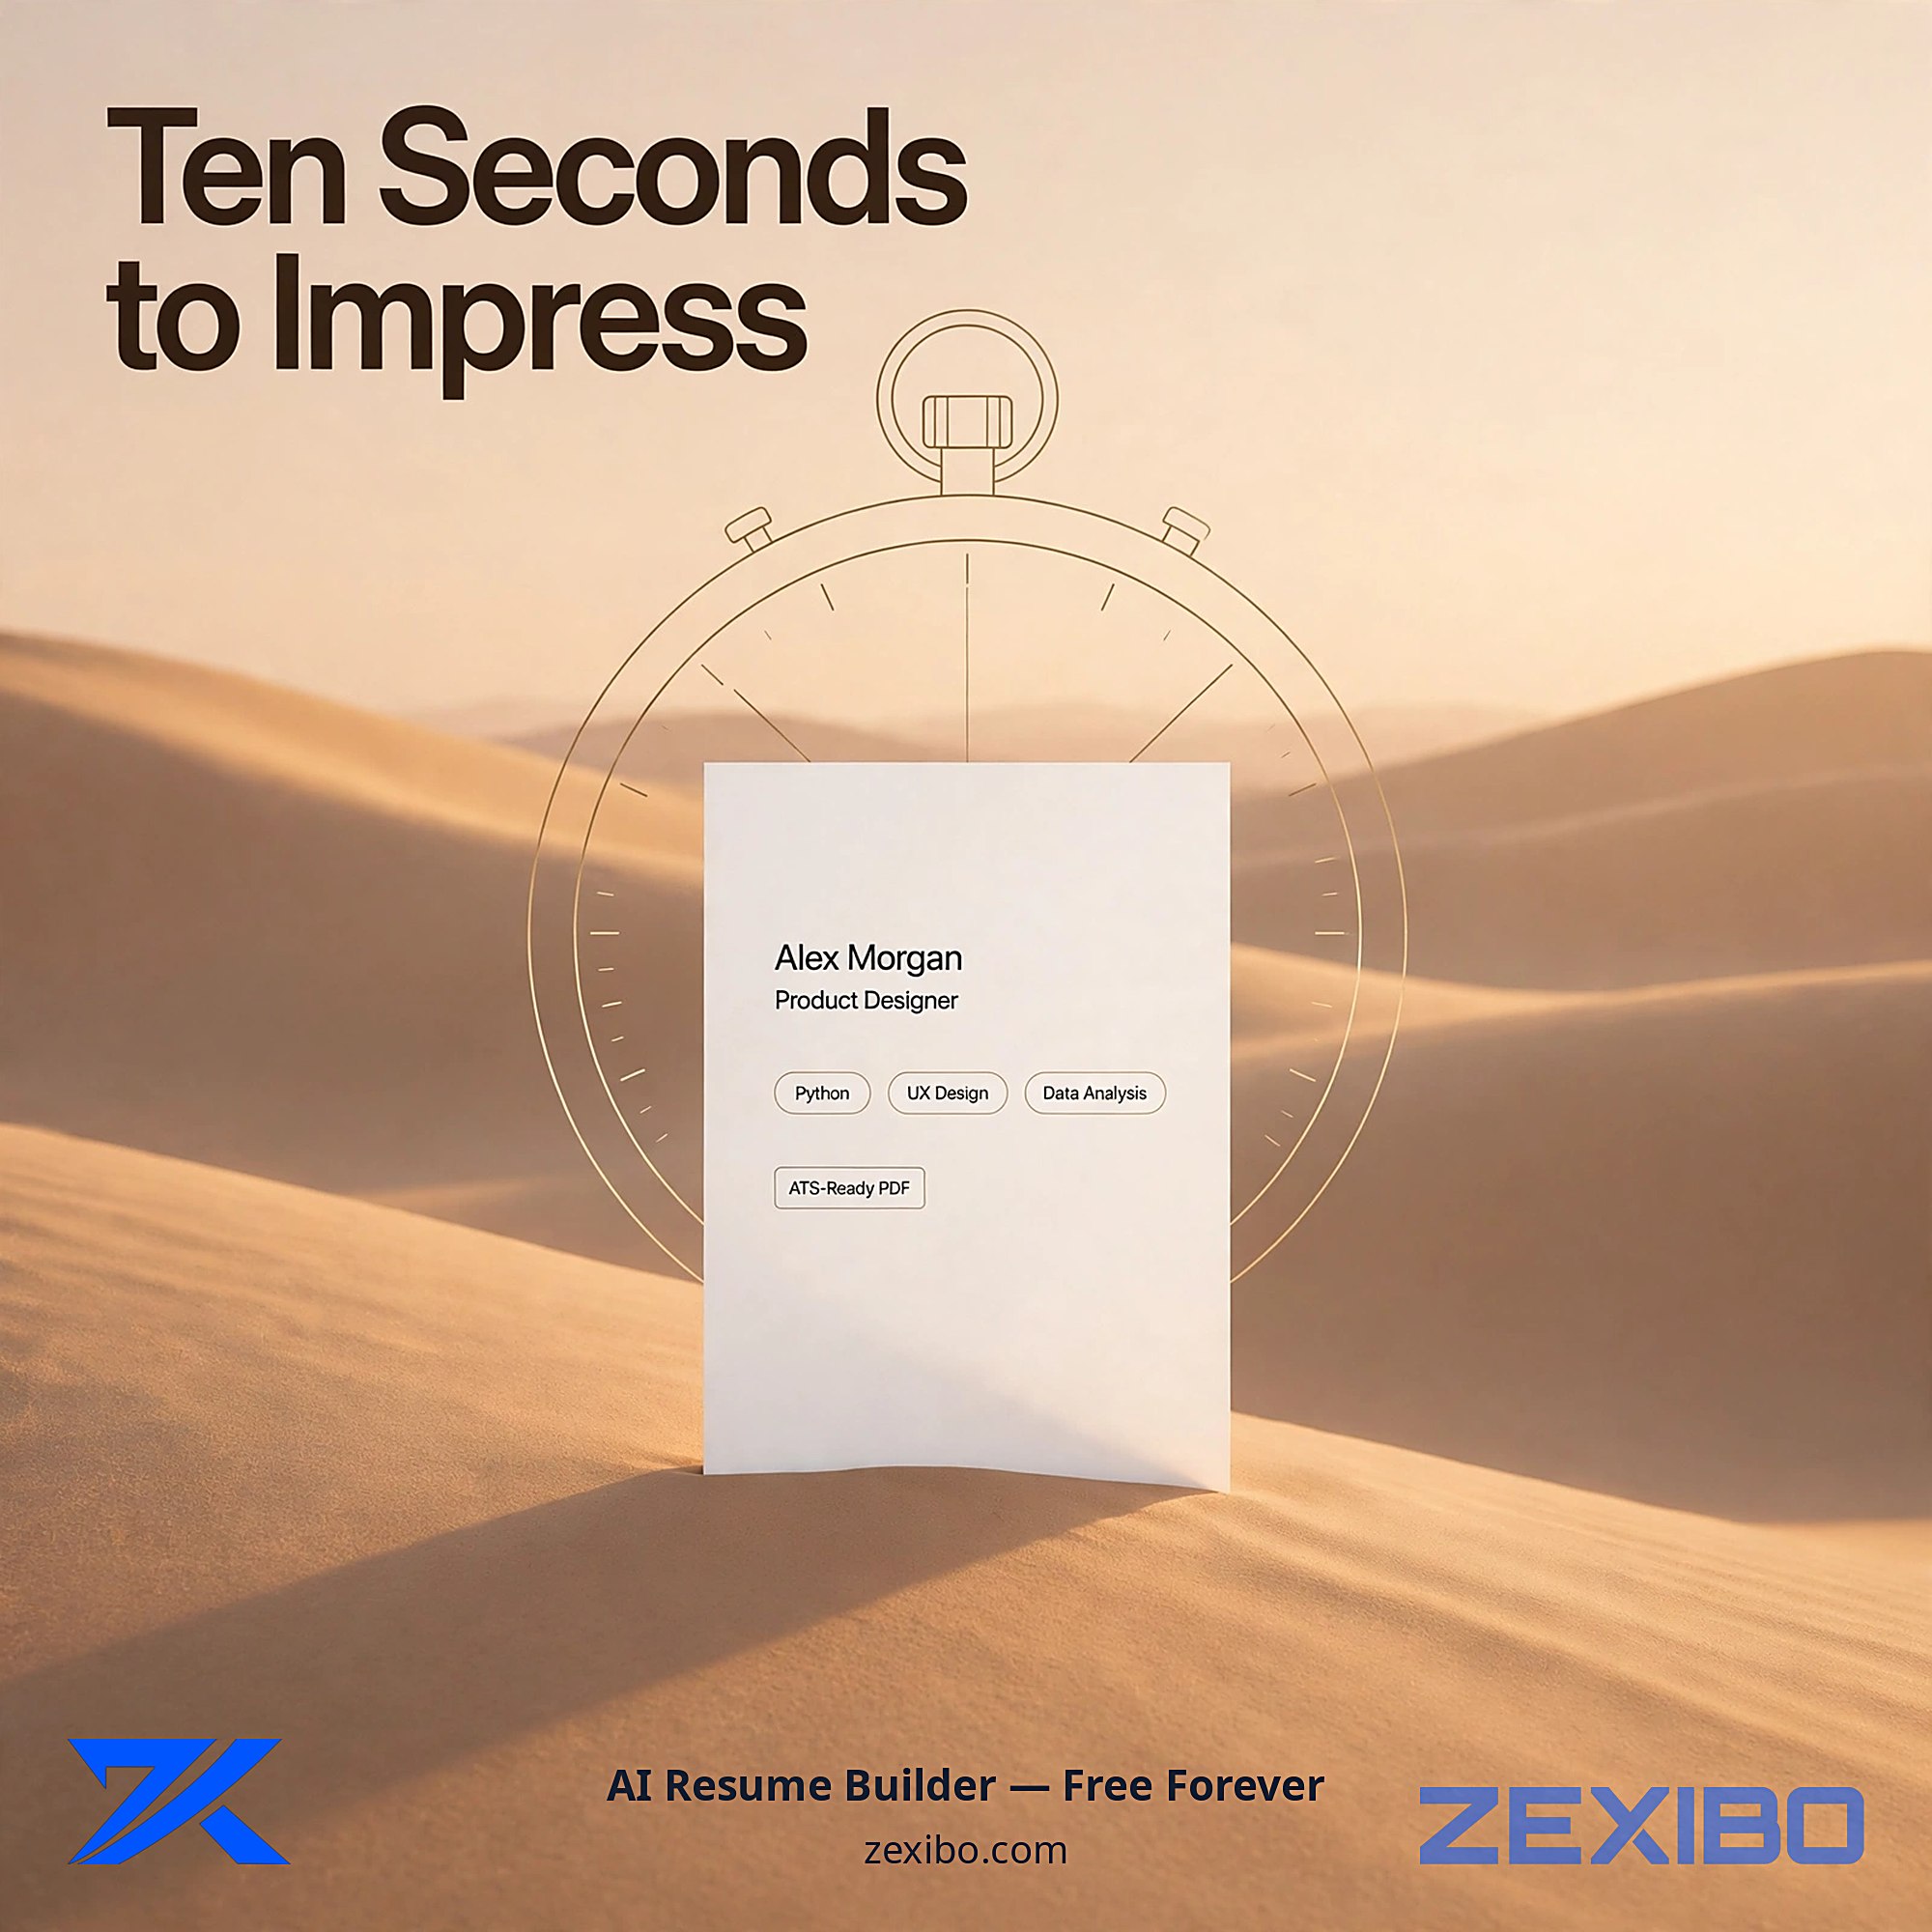 Ten Seconds
to Impress
Alex Morgan
Product Designer
Python UX Design Data Analysis
ATS-Ready PDF
AI Resume Builder — Free Forever
zexibo.com
ZEXIBO